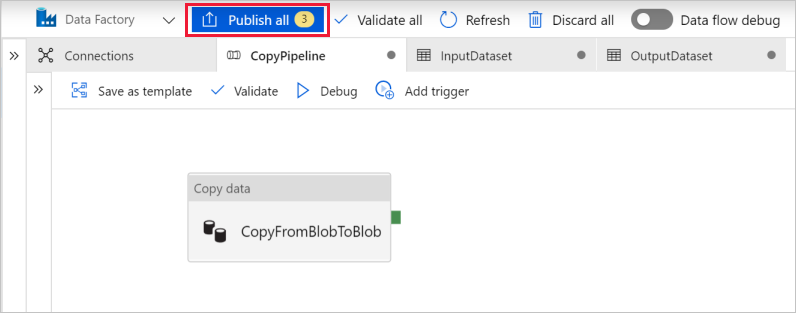 Data Factory Publish all 3 Validate all Refresh Discard all Data flow debug
Connections CopyPipeline InputDataset OutputDataset
Save as template Validate Debug Add trigger
Copy data
CopyFromBlobToBlob